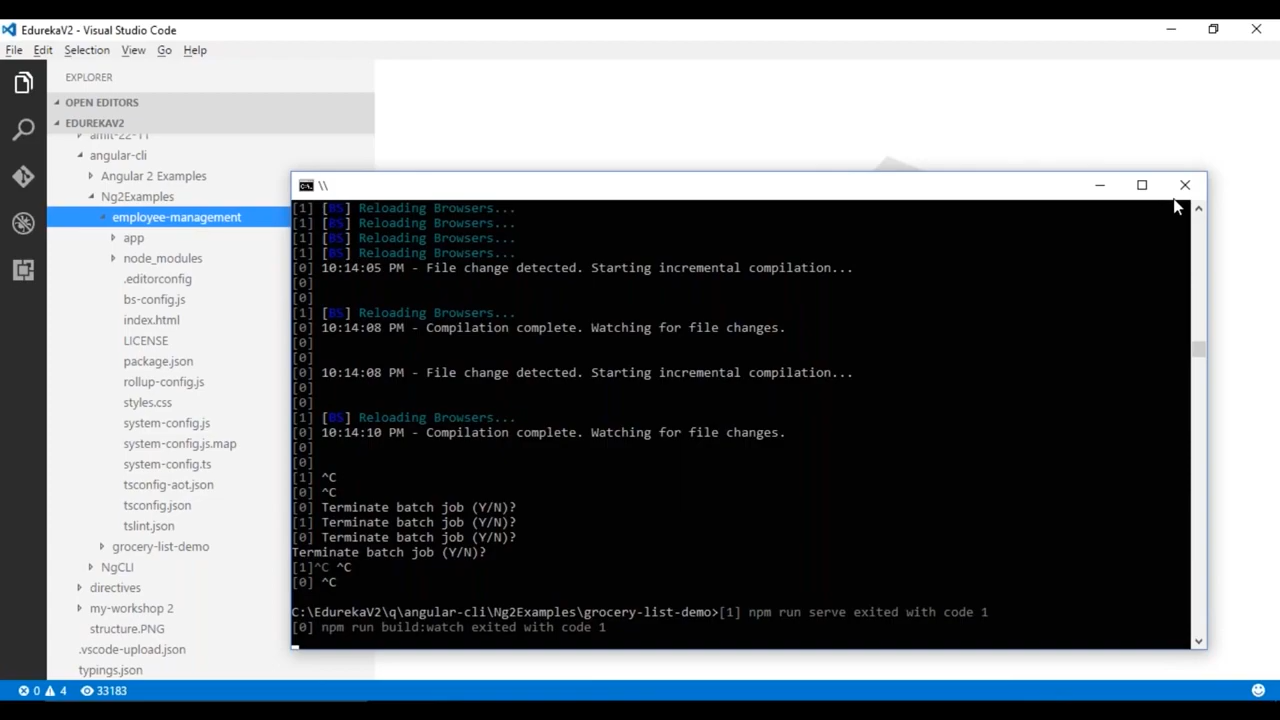 EdurekaV2 - Visual Studio Code
File Edit Selection View Go Help
EXPLORER
OPEN EDITORS
EDUREKAV2
amit-22-11
angular-cli
Angular 2 Examples
Ng2Examples
employee-management
app
node_modules
.editorconfig
bs-config.js
index.html
LICENSE
package.json
rollup-config.js
styles.css
system-config.js
system-config.js.map
system-config.ts
tsconfig-aot.json
tsconfig.json
tslint.json
grocery-list-demo
NgCLI
directives
my-workshop 2
structure.PNG
.vscode-upload.json
typings.json
C:\. \\
[1] [BS] Reloading Browsers...
[1] [BS] Reloading Browsers...
[1] [BS] Reloading Browsers...
[1] [BS] Reloading Browsers...
[0] 10:14:05 PM - File change detected. Starting incremental compilation...
[0]
[0]
[1] [BS] Reloading Browsers...
[0] 10:14:08 PM - Compilation complete. Watching for file changes.
[0]
[0]
[0] 10:14:08 PM - File change detected. Starting incremental compilation...
[0]
[0]
[1] [BS] Reloading Browsers...
[0] 10:14:10 PM - Compilation complete. Watching for file changes.
[0]
[0]
[1] ^C
[0] ^C
[0] Terminate batch job (Y/N)?
[1] Terminate batch job (Y/N)?
[0] Terminate batch job (Y/N)?
Terminate batch job (Y/N)?
[1]^C ^C
[0] ^C
C:\EdurekaV2\q\angular-cli\Ng2Examples\grocery-list-demo>[1] npm run serve exited with code 1
[0] npm run build:watch exited with code 1
0 4 33183